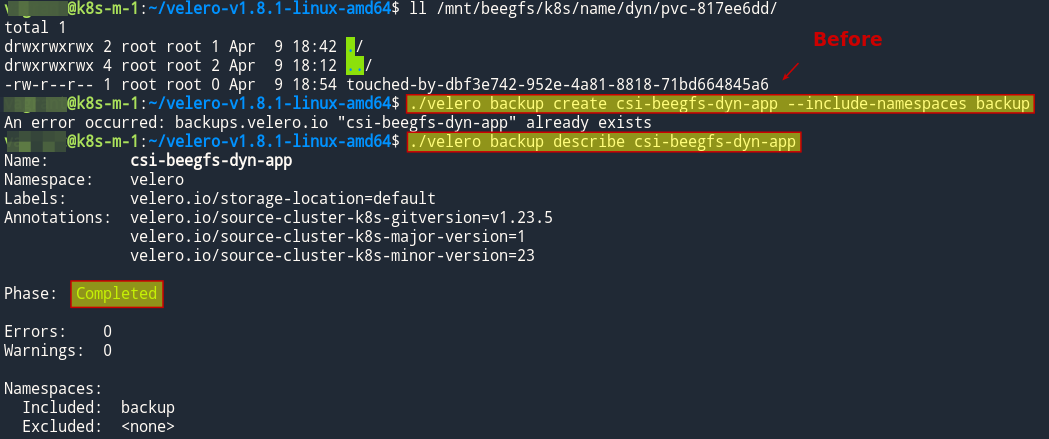 @k8s-m-1:~/velero-v1.8.1-linux-amd64$ ll /mnt/beegfs/k8s/name/dyn/pvc-817ee6dd/
total 1
drwxrwxrwx 2 root root 1 Apr  9 18:42 ./
drwxrwxrwx 4 root root 2 Apr  9 18:12 ../
Before
-rw-r--r-- 1 root root 0 Apr  9 18:54 touched-by-dbf3e742-952e-4a81-8818-71bd664845a6
@k8s-m-1:~/velero-v1.8.1-linux-amd64$ ./velero backup create csi-beegfs-dyn-app --include-namespaces backup
An error occurred: backups.velero.io "csi-beegfs-dyn-app" already exists
@k8s-m-1:~/velero-v1.8.1-linux-amd64$ ./velero backup describe csi-beegfs-dyn-app
Name:         csi-beegfs-dyn-app
Namespace:    velero
Labels:       velero.io/storage-location=default
Annotations:  velero.io/source-cluster-k8s-gitversion=v1.23.5
              velero.io/source-cluster-k8s-major-version=1
              velero.io/source-cluster-k8s-minor-version=23
Phase:  Completed
Errors:    0
Warnings:  0
Namespaces:
  Included:  backup
  Excluded:  <none>